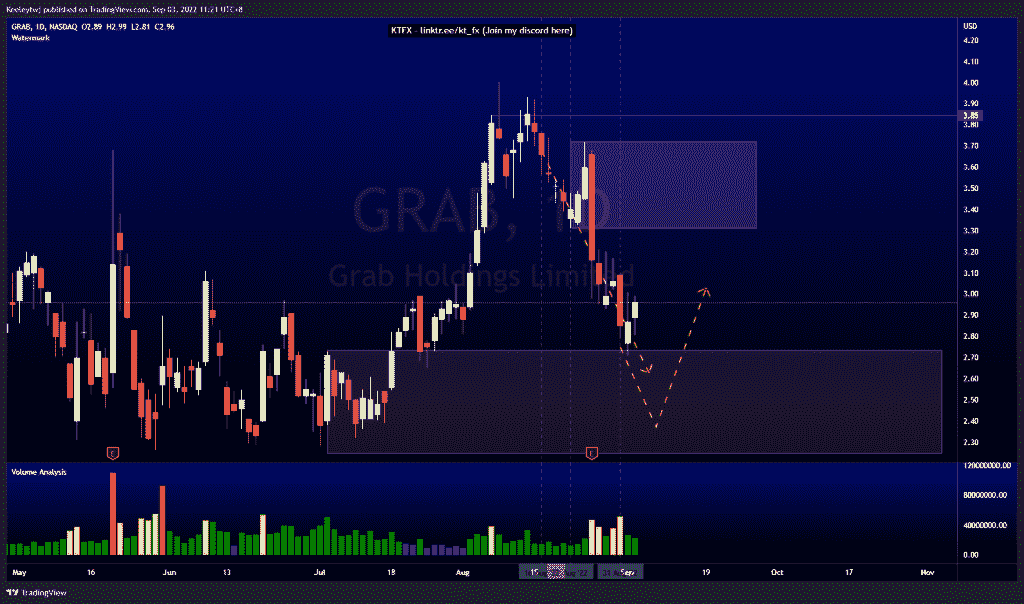 Keeleytwj published on TradingView.com, Sep 03, 2022 11:21 UTC+8
GRAB, 1D, NASDAQ O2.89 H2.99 L2.81 C2.96
Watermark
KTFX - linktr.ee/kt_fx (Join my discord here)
USD
4.20
4.10
4.00
3.90
3.85
3.80
3.70
3.60
3.50
3.40
3.30
3.20
3.10
3.00
2.90
2.80
2.70
2.60
2.50
2.40
2.30
GRAB, 1D
Grab Holdings Limited
E
E
Volume Analysis
120000000.00
80000000.00
40000000.00
0.00
May 16 Jun 13 Jul 18 Aug 15 Sep 19 Oct 17 Nov
TradingView